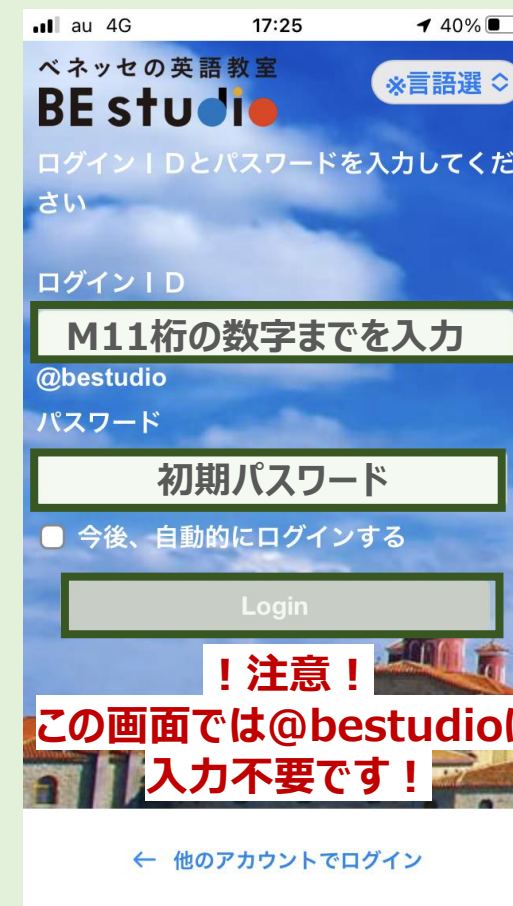 au 4G 17:25 40%
ベネッセの英語教室
BE studio
※言語選
ログインIDとパスワードを入力してくだ
さい
ログインID
M11桁の数字までを入力
@bestudio
パスワード
初期パスワード
今後、自動的にログインする
Login
！注意！
この画面では@bestudioは
入力不要です！
← 他のアカウントでログイン